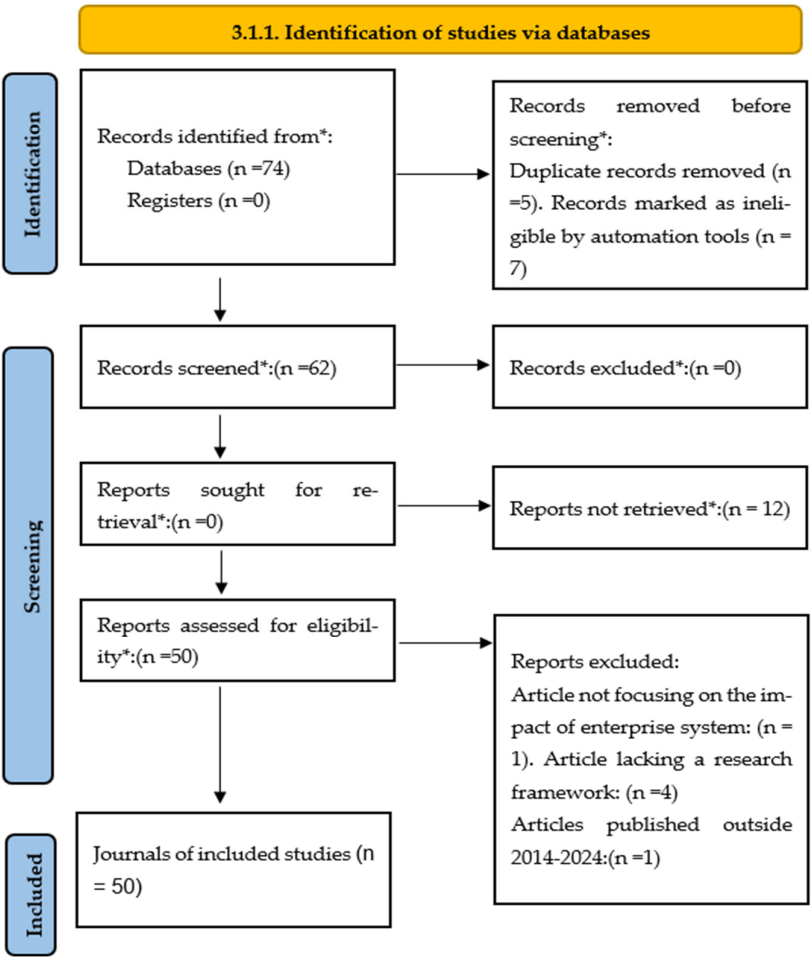 3.1.1. Identification of studies via databases
Identification
Records identified from*:
Databases (n =74)
Registers (n =0)
Records removed before
screening*:
Duplicate records removed (n
=5). Records marked as ineli-
gible by automation tools (n =
7)
Screening
Records screened*:(n =62)
Records excluded*:(n =0)
Reports sought for re-
trieval*:(n =0)
Reports not retrieved*:(n = 12)
Reports assessed for eligibil-
ity*:(n =50)
Reports excluded:
Article not focusing on the im-
pact of enterprise system: (n =
1). Article lacking a research
framework: (n =4)
Articles published outside
2014-2024:(n =1)
Included
Journals of included studies (n
= 50)